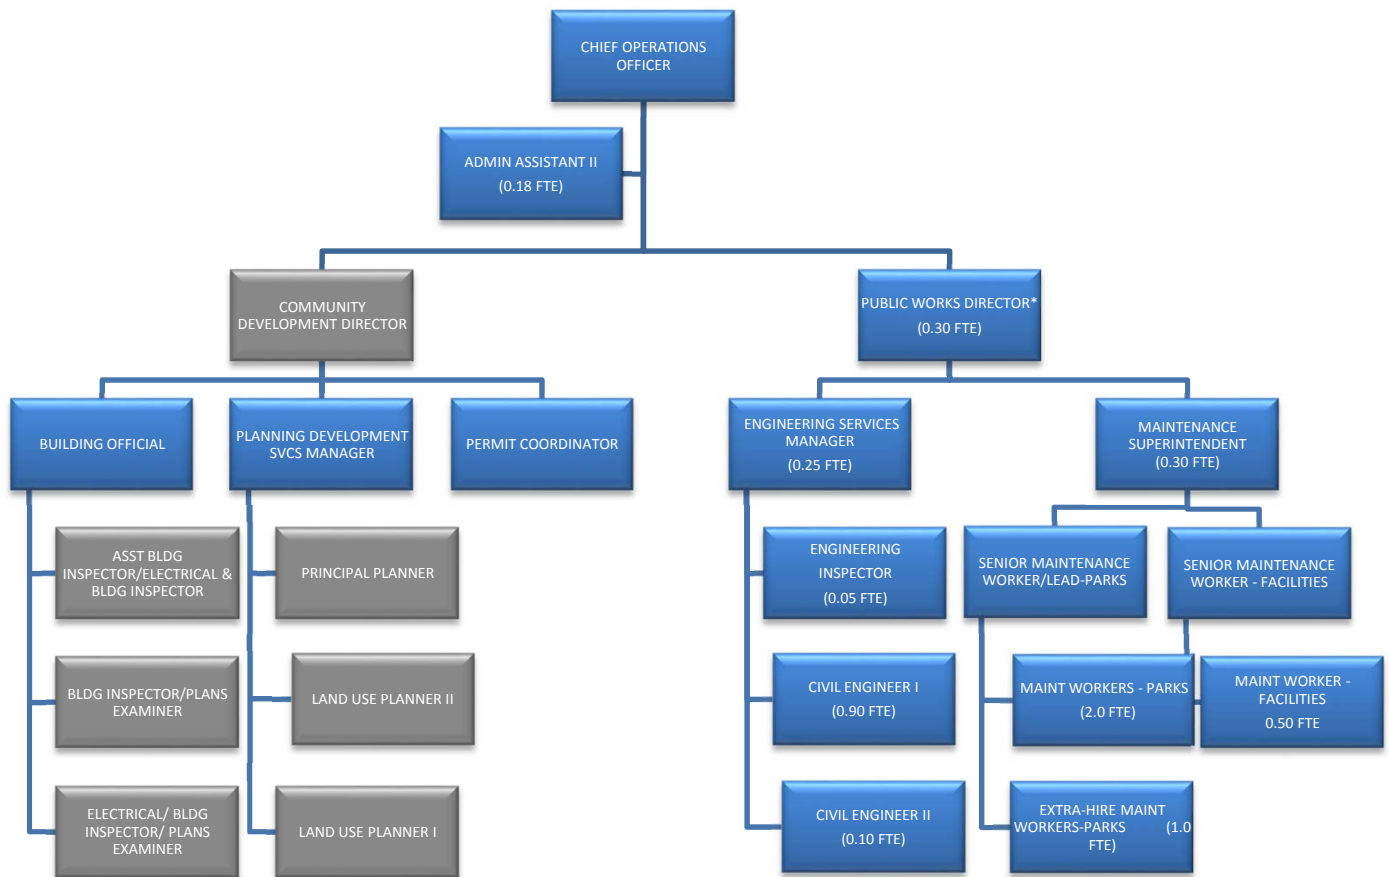 CHIEF OPERATIONS
OFFICER
ADMIN ASSISTANT II
(0.18 FTE)
COMMUNITY
DEVELOPMENT DIRECTOR
PUBLIC WORKS DIRECTOR*
(0.30 FTE)
BUILDING OFFICIAL
PLANNING DEVELOPMENT
SVCS MANAGER
PERMIT COORDINATOR
ENGINEERING SERVICES
MANAGER
(0.25 FTE)
MAINTENANCE
SUPERINTENDENT
(0.30 FTE)
ASST BLDG
INSPECTOR/ELECTRICAL &
BLDG INSPECTOR
PRINCIPAL PLANNER
ENGINEERING
INSPECTOR
(0.05 FTE)
SENIOR MAINTENANCE
WORKER/LEAD-PARKS
SENIOR MAINTENANCE
WORKER - FACILITIES
BLDG INSPECTOR/PLANS
EXAMINER
LAND USE PLANNER II
CIVIL ENGINEER I
(0.90 FTE)
MAINT WORKERS - PARKS
(2.0 FTE)
MAINT WORKER -
FACILITIES
0.50 FTE
ELECTRICAL/ BLDG
INSPECTOR/ PLANS
EXAMINER
LAND USE PLANNER I
CIVIL ENGINEER II
(0.10 FTE)
EXTRA-HIRE MAINT
WORKERS-PARKS (1.0
FTE)